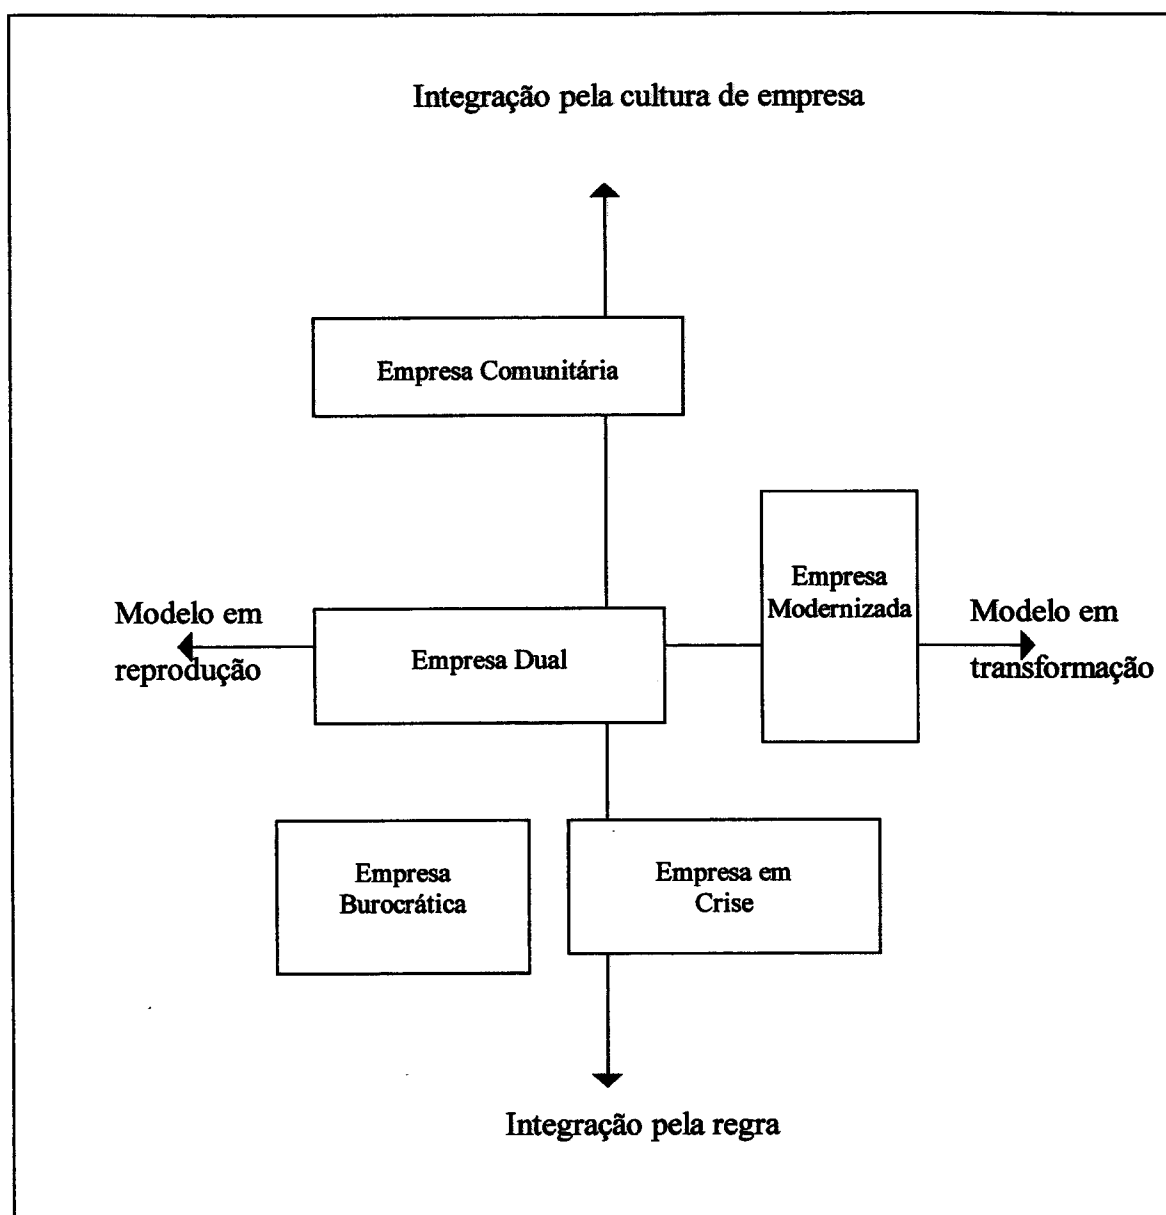 Integração pela cultura de empresa
Empresa Comunitária
Empresa
Modernizada
Modelo em
reprodução
Empresa Dual
Modelo em
transformação
Empresa
Burocrática
Empresa em
Crise
Integração pela regra